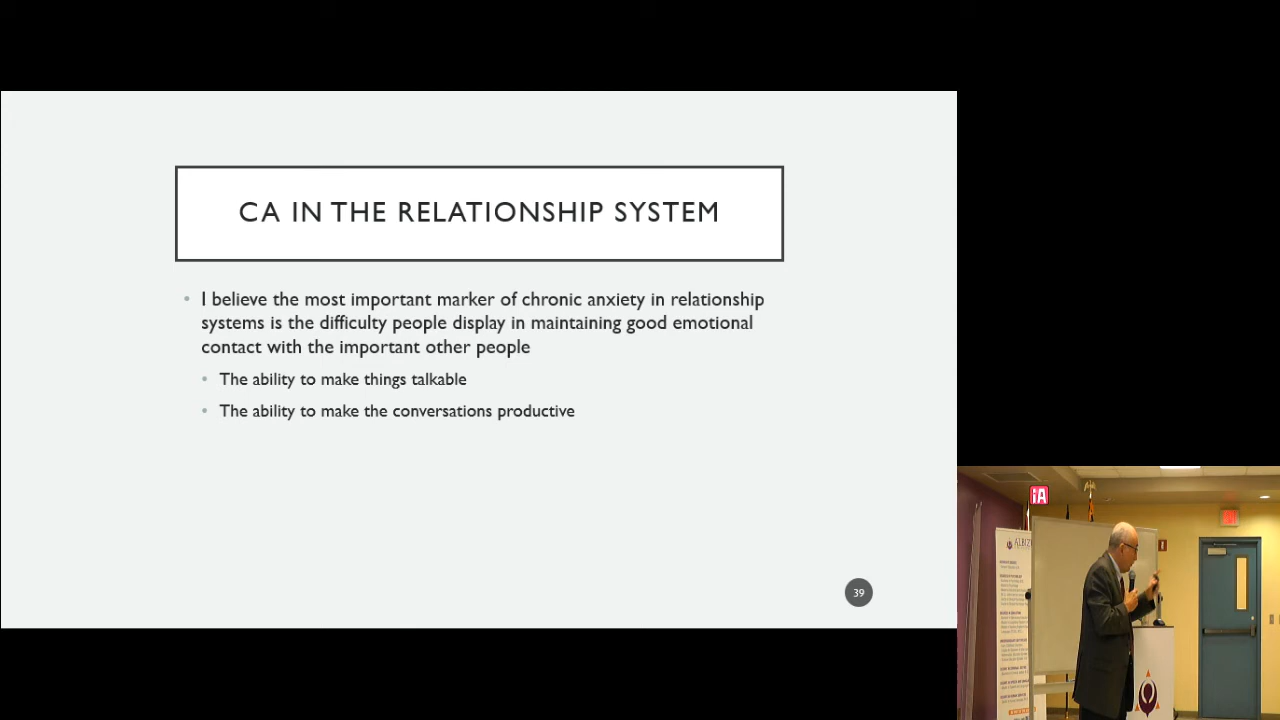 CA IN THE RELATIONSHIP SYSTEM
• I believe the most important marker of chronic anxiety in relationship
systems is the difficulty people display in maintaining good emotional
contact with the important other people
• The ability to make things talkable
• The ability to make the conversations productive
39
iA